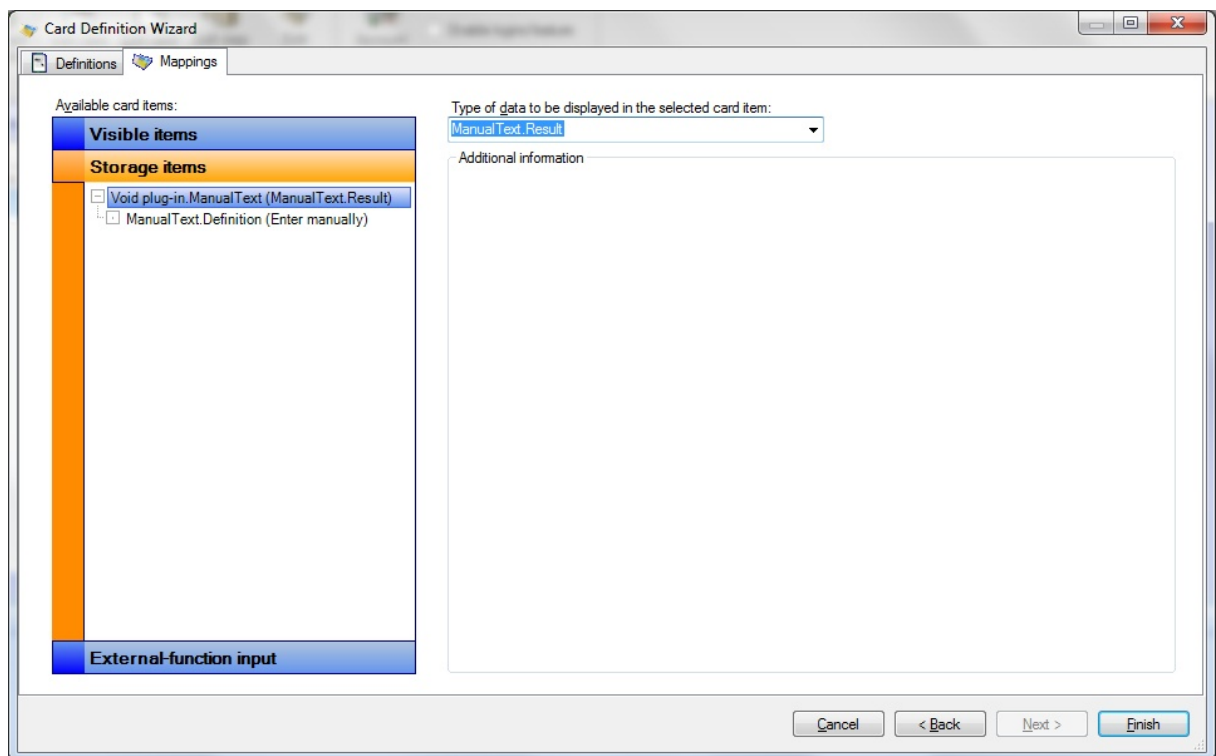 Card Definition Wizard
Definitions
Mappings
Available card items:
Type of data to be displayed in the selected card item:
Visible items
ManualText.Result
Storage items
Additional information
Void plug-in.ManualText (ManualText.Result)
ManualText.Definition (Enter manually)
External-function input
Cancel
< Back
Next >
Finish